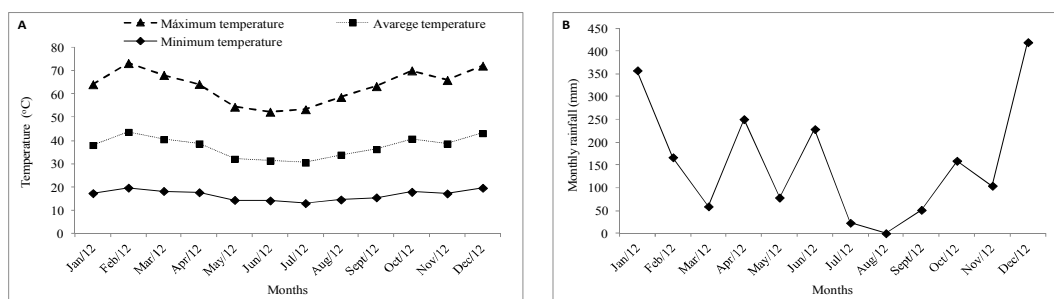 A
Máximum temperature
Avarege temperature
Minimum temperature
80
70
60
50
40
30
20
10
0
Temperature (°C)
Jan/12
Feb/12
Mar/12
Apr/12
May/12
Jun/12
Jul/12
Aug/12
Sept/12
Oct/12
Nov/12
Dec/12
Months
B
450
400
350
300
250
200
150
100
50
0
Monthly rainfall (mm)
Jan/12
Feb/12
Mar/12
Apr/12
May/12
Jun/12
Jul/12
Aug/12
Sept/12
Oct/12
Nov/12
Dec/12
Months